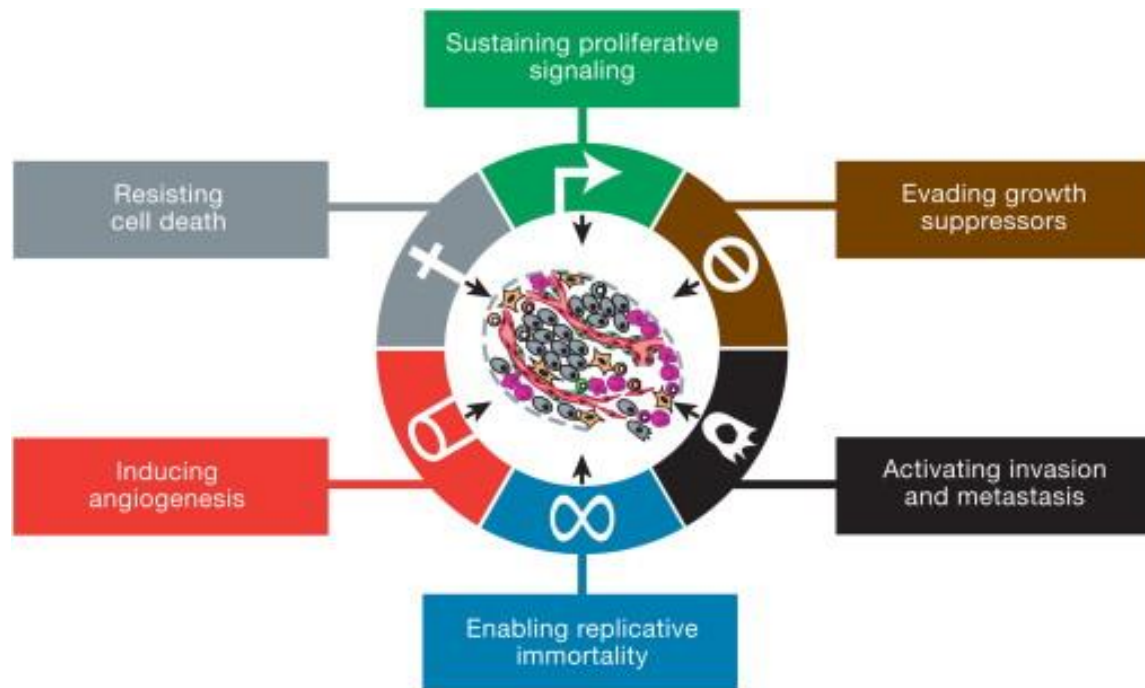 Sustaining proliferative
signaling
Resisting
cell death
Evading growth
suppressors
Inducing
angiogenesis
Activating invasion
and metastasis
Enabling replicative
immortality